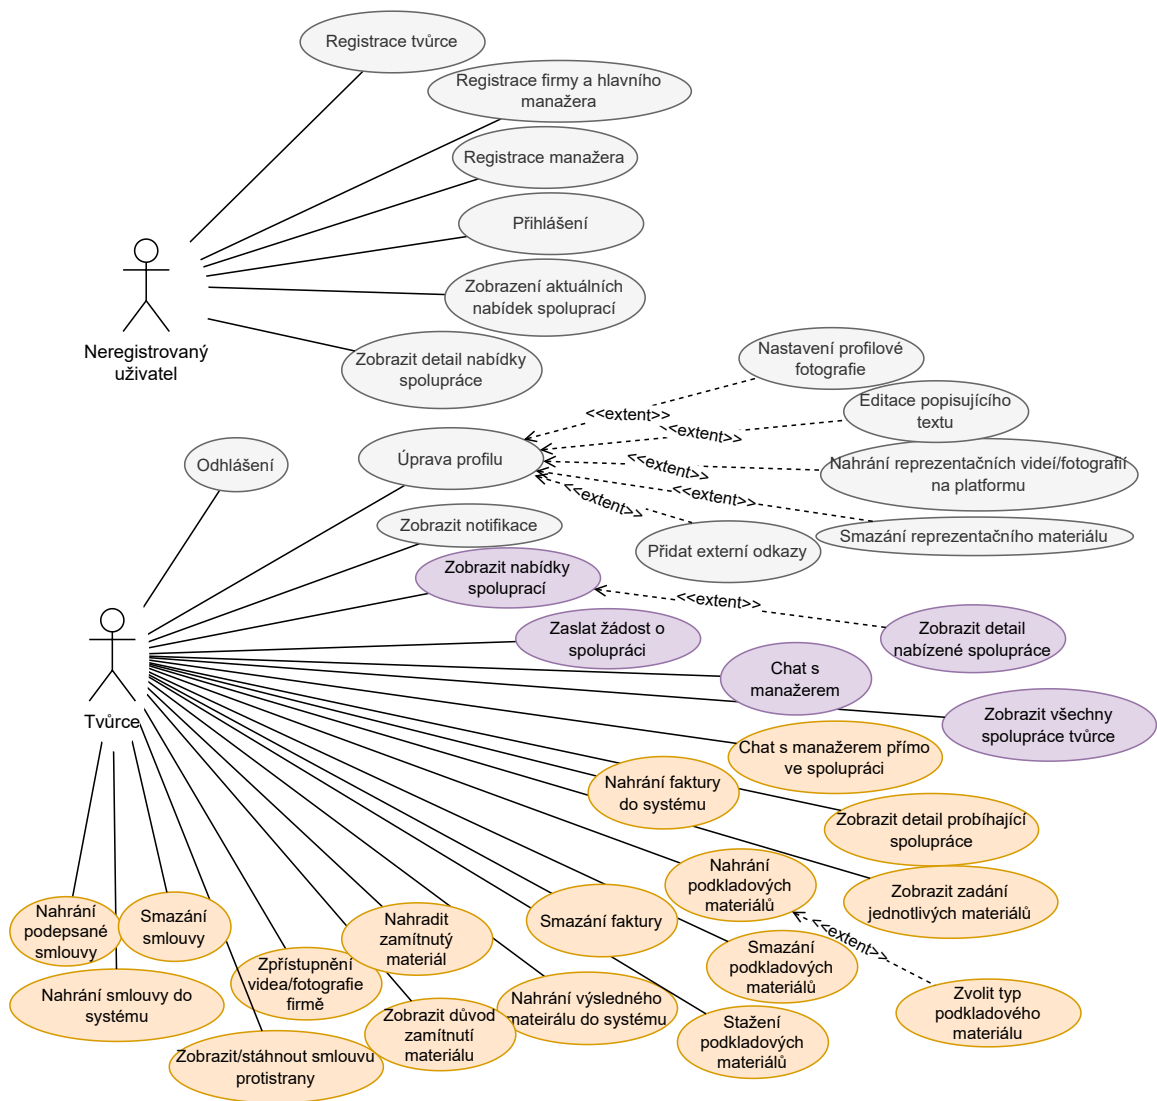 Registrace tvůrce
Registrace firmy a hlavního
manažera
Registrace manažera
Přihlášení
Zobrazení aktuálních
nabídek spoluprací
Neregistrovaný
uživatel
Zobrazit detail nabídky
spolupráce
Nastavení profilové
fotografie
Editace popisujícího
textu
<<extent>>
<<extent>>
Odhlášení
Úprava profilu
<<extent>>
Nahrání reprezentačních videí/fotografií
na platformu
<<extent>>
<<extent>>
Zobrazit notifikace
Smazání reprezentačního materiálu
Přidat externí odkazy
Zobrazit nabídky
spoluprací
<<extent>>
Zobrazit detail
nabízené spolupráce
Zaslat žádost o
spolupráci
Chat s
manažerem
Tvůrce
Zobrazit všechny
spolupráce tvůrce
Chat s manažerem přímo
ve spolupráci
Nahrání faktury
do systému
Zobrazit detail probíhající
spolupráce
Nahrání
podkladových
materiálů
Zobrazit zadání
jednotlivých materiálů
Nahrání
podepsané
smlouvy
Smazání
smlouvy
Nahradit
zamítnutý
materiál
Smazání faktury
<<extent>>
Smazání
podkladových
materiálů
Zpřístupnění
videa/fotografie
firmě
Nahrání smlouvy do
systému
Nahrání výsledného
mateirálu do systému
Zobrazit důvod
zamítnutí
materiálu
Stažení
podkladových
materiálů
Zvolit typ
podkladového
materiálu
Zobrazit/stáhnout smlouvu
protistrany